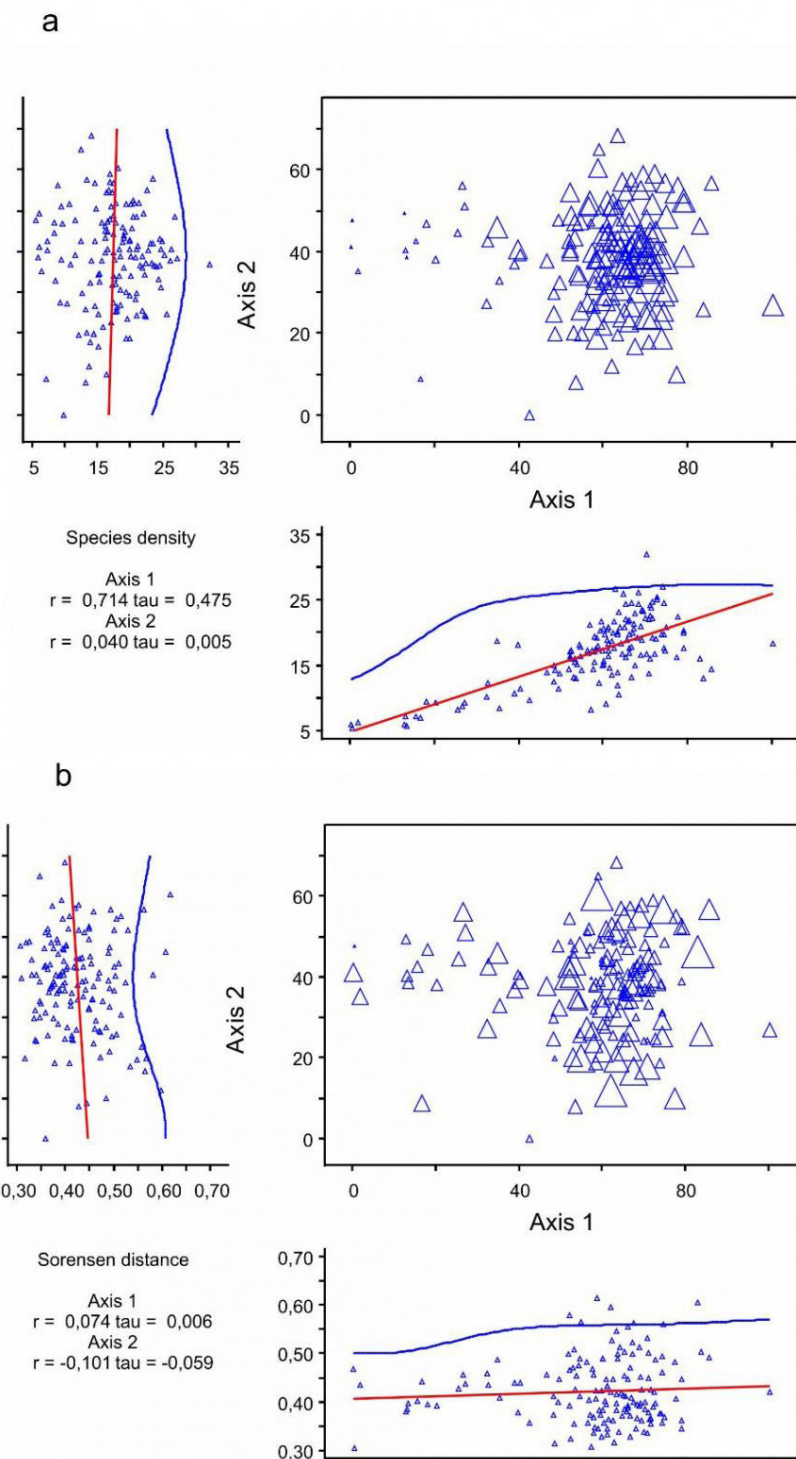 a
60
40
20
0
Axis 2
5 15 25 35
0 40 80
Axis 1
Species density
Axis 1
r = 0,714 tau = 0,475
Axis 2
r = 0,040 tau = 0,005
35
25
15
5
b
60
40
20
0
Axis 2
0,30 0,40 0,50 0,60 0,70
0 40 80
Axis 1
Sorensen distance
Axis 1
r = 0,074 tau = 0,006
Axis 2
r = -0,101 tau = -0,059
0,70
0,60
0,50
0,40
0,30